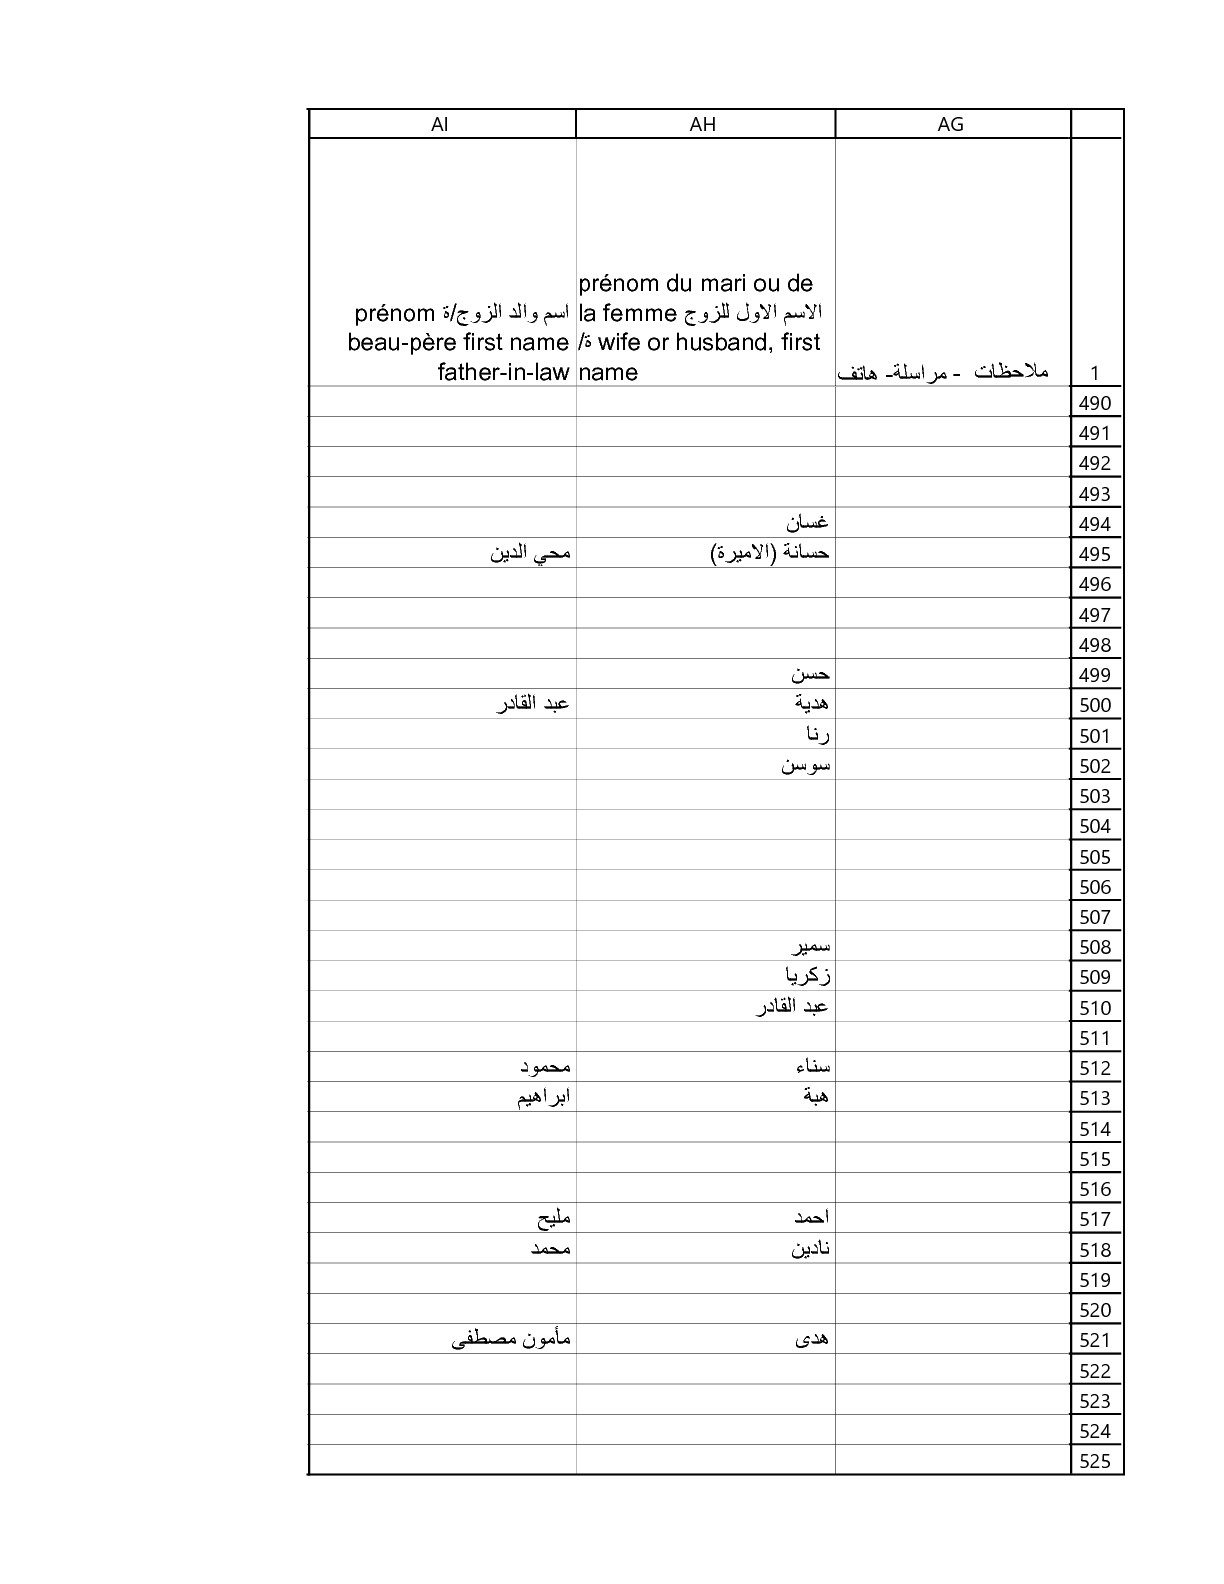 AI AH AG
prénom du mari ou de
la femme الاسم الاول للزوج
/ة wife or husband, first
name
prénom اسم والد الزوج/ة
beau-père first name
father-in-law
ملاحظات - مراسلة- هاتف
1
490
491
492
493
494 غسان
495 حسانة (الاميرة) محي الدين
496
497
498
499 حسن
500 هدية عبد القادر
501 رنا
502 سوسن
503
504
505
506
507
508 سمير
509 زكريا
510 عبد القادر
511
512 سناء محمود
513 هبة ابراهيم
514
515
516
517 احمد مليح
518 نادين محمد
519
520
521 هدى مأمون مصطفى
522
523
524
525